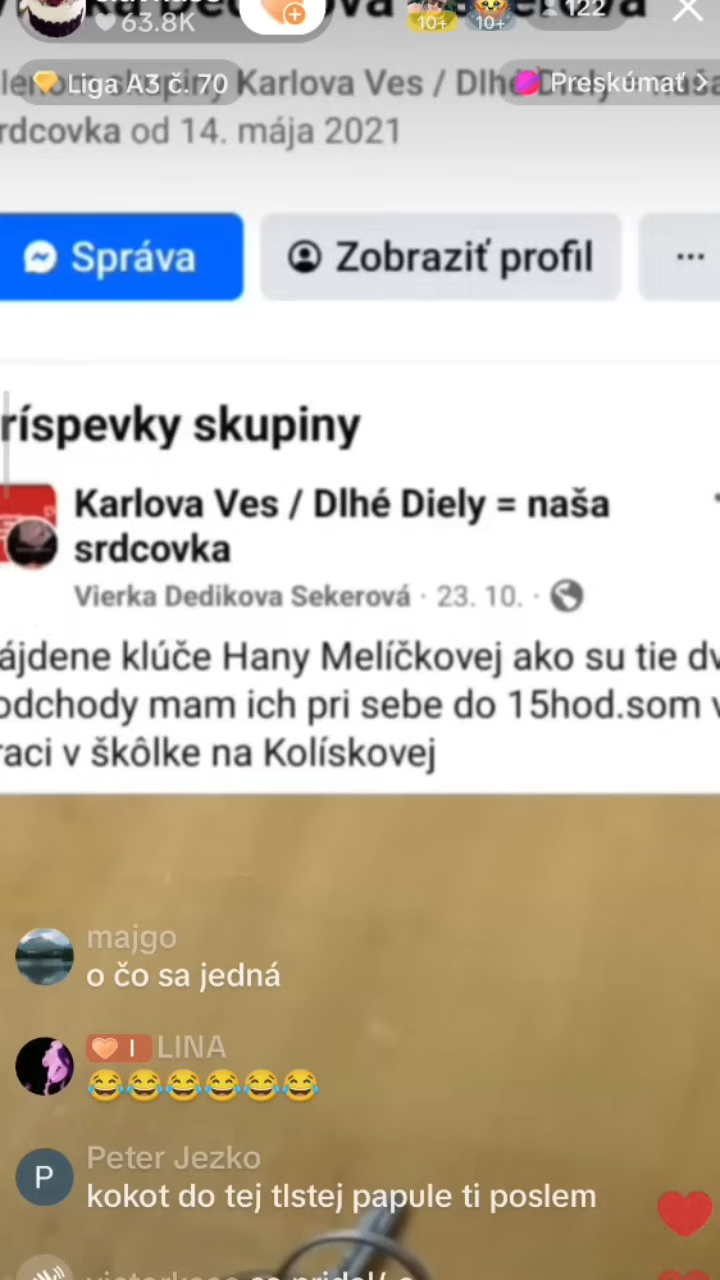 63.8K
10+
10+
122
Liga A3 č. 70
Karlova Ves / Dlhé Diely
Preskúmať >
od 14. mája 2021
Správa
Zobraziť profil
ríspevky skupiny
Karlova Ves / Dlhé Diely = naša
srdcovka
Vierka Dedikova Sekerová · 23. 10. ·
ájdene klúče Hany Melíčkovej ako su tie dv
odchody mam ich pri sebe do 15hod.som v
raci v škôlke na Kolískovej
majgo
o čo sa jedná
I LINA
😂😂😂😂😂😂
P
Peter Jezko
kokot do tej tlstej papule ti poslem